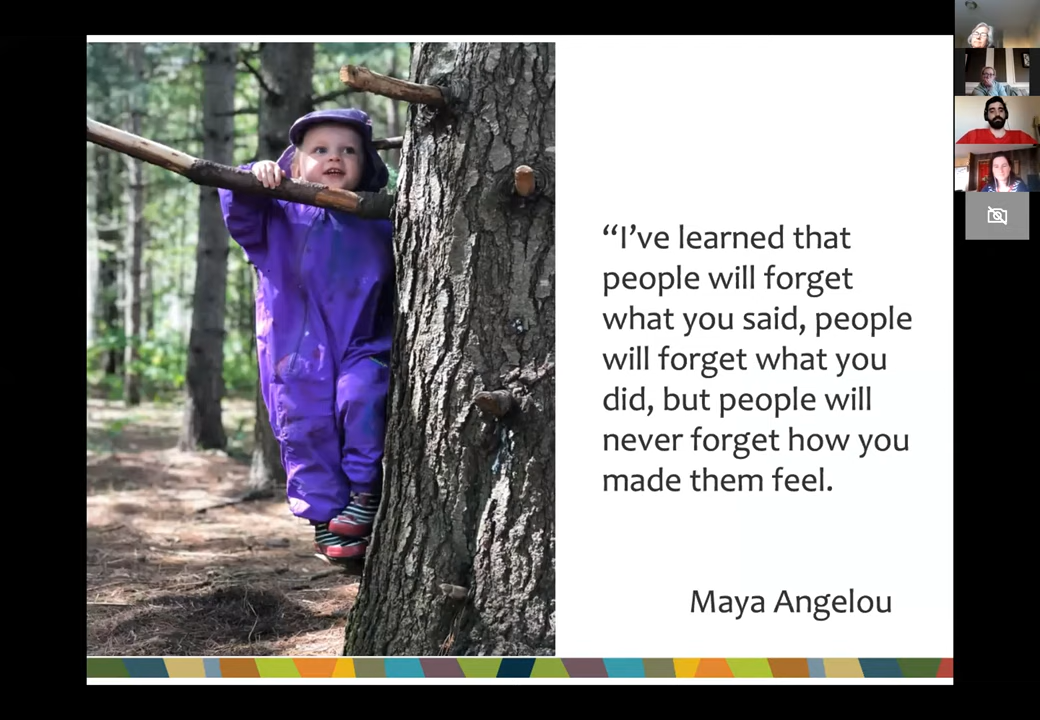 “I’ve learned that
people will forget
what you said, people
will forget what you
did, but people will
never forget how you
made them feel.
Maya Angelou